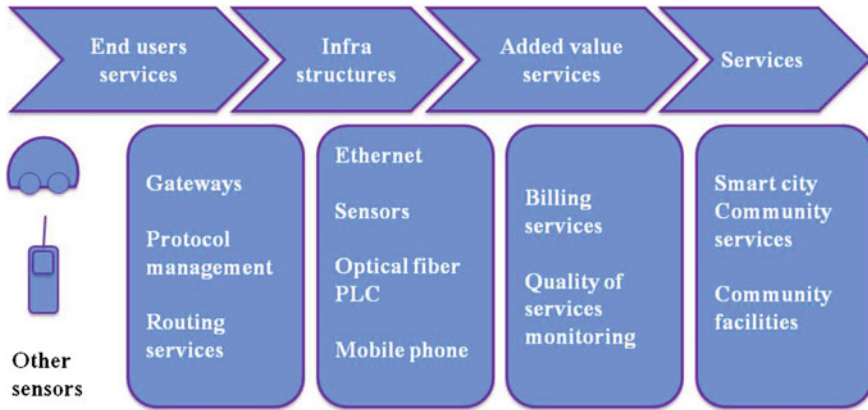 End users
services
Infra
structures
Added value
services
Services
Other
sensors
Gateways
Protocol
management
Routing
services
Ethernet
Sensors
Optical fiber
PLC
Mobile phone
Billing
services
Quality of
services
monitoring
Smart city
Community
services
Community
facilities